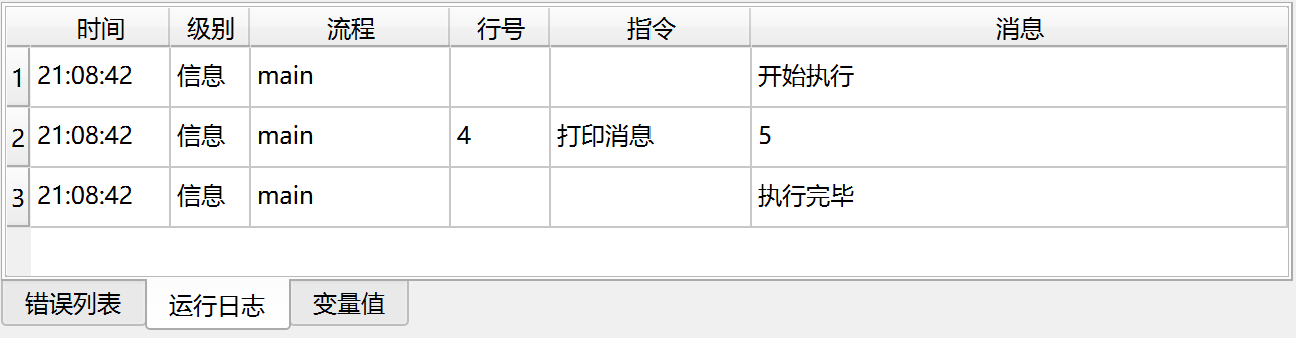 时间 级别 流程 行号 指令 消息
1 21:08:42 信息 main 开始执行
2 21:08:42 信息 main 4 打印消息 5
3 21:08:42 信息 main 执行完毕
错误列表 运行日志 变量值